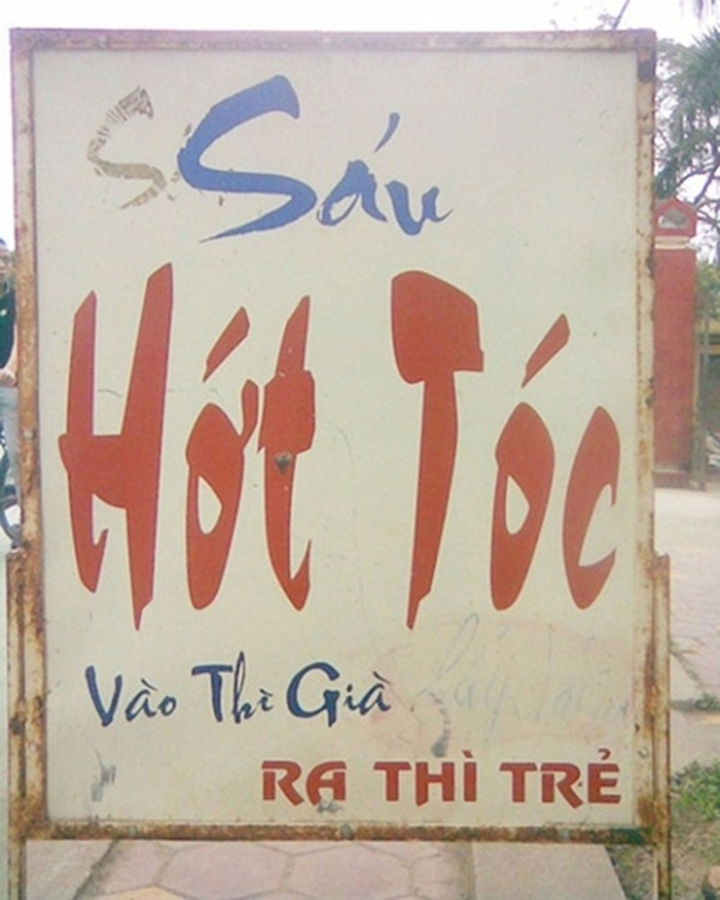 Sáu
Hớt Tóc
Vào Thì Già
RA THÌ TRẺ